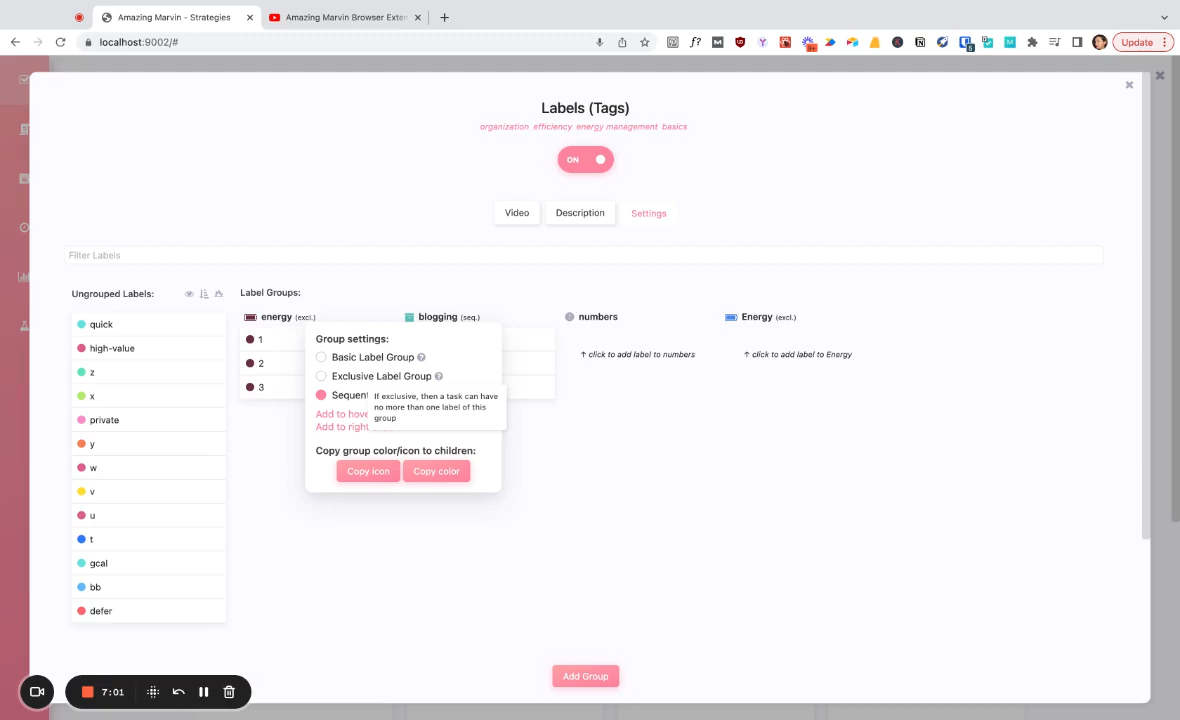 Amazing Marvin - Strategies
Amazing Marvin Browser Exten
localhost:9002/#
Update
Labels (Tags)
organization efficiency energy management basics
ON
Video
Description
Settings
Filter Labels
Ungrouped Labels:
quick
high-value
z
x
private
y
w
v
u
t
gcal
bb
defer
Label Groups:
energy (excl.)
1
2
3
blogging (seq.)
numbers
↑ click to add label to numbers
Energy (excl.)
↑ click to add label to Energy
Group settings:
Basic Label Group
Exclusive Label Group
Sequent
If exclusive, then a task can have
no more than one label of this
group
Add to hove
Add to right
Copy group color/icon to children:
Copy icon
Copy color
Add Group
7:01